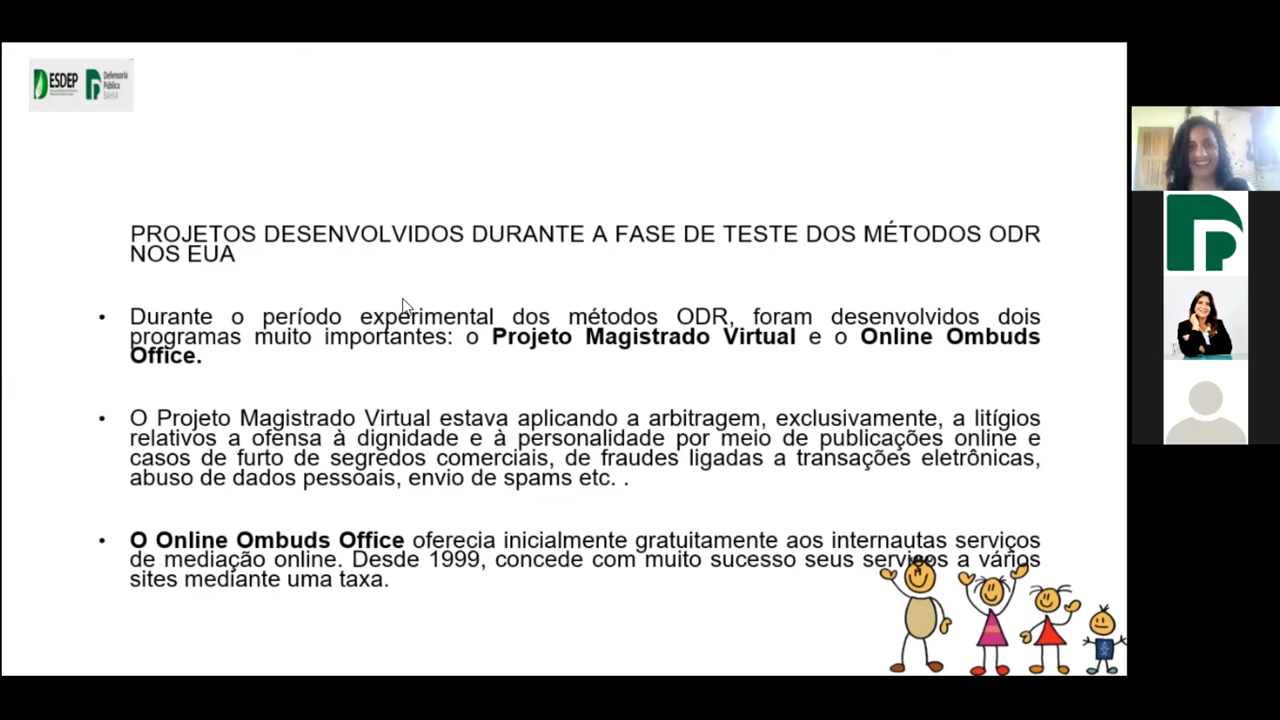 ESDEP
Defensoria
Pública
BAHIA
PROJETOS DESENVOLVIDOS DURANTE A FASE DE TESTE DOS MÉTODOS ODR
NOS EUA
• Durante o período experimental dos métodos ODR, foram desenvolvidos dois
programas muito importantes: o Projeto Magistrado Virtual e o Online Ombuds
Office.
• O Projeto Magistrado Virtual estava aplicando a arbitragem, exclusivamente, a litígios
relativos a ofensa à dignidade e à personalidade por meio de publicações online e
casos de furto de segredos comerciais, de fraudes ligadas a transações eletrônicas,
abuso de dados pessoais, envio de spams etc. .
• O Online Ombuds Office oferecia inicialmente gratuitamente aos internautas serviços
de mediação online. Desde 1999, concede com muito sucesso seus serviços a vários
sites mediante uma taxa.